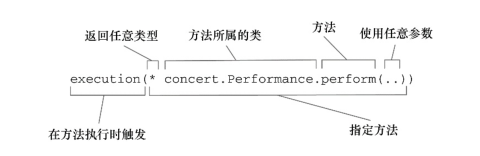 返回任意类型 方法所属的类 方法 使用任意参数
execution(* concert.Performance.perform(..))
在方法执行时触发 指定方法